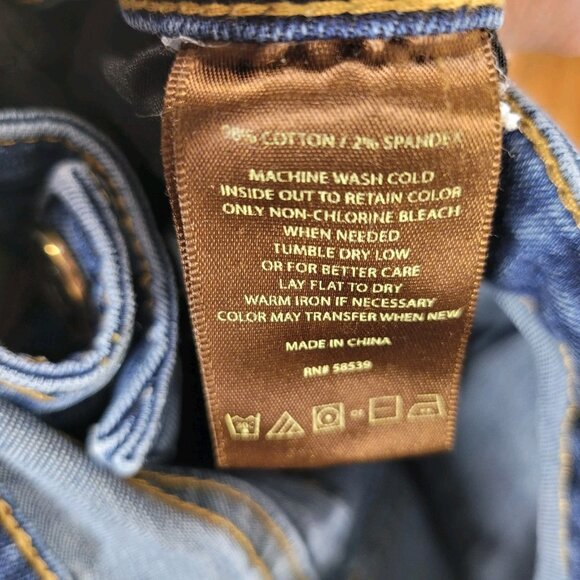 98% COTTON / 2% SPANDEX
MACHINE WASH COLD
INSIDE OUT TO RETAIN COLOR
ONLY NON-CHLORINE BLEACH
WHEN NEEDED
TUMBLE DRY LOW
OR FOR BETTER CARE
LAY FLAT TO DRY
WARM IRON IF NECESSARY
COLOR MAY TRANSFER WHEN NEW
MADE IN CHINA
RN# 58539
or